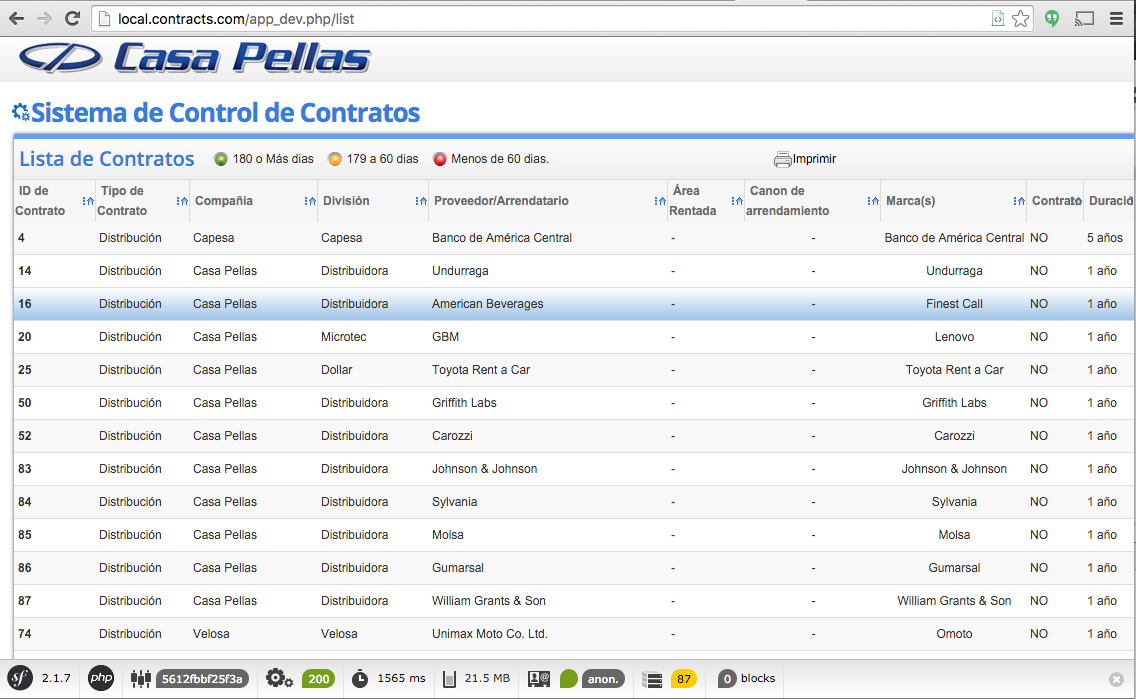 local.contracts.com/app_dev.php/list
Casa Pellas
Sistema de Control de Contratos
Lista de Contratos 180 o Más dias 179 a 60 dias Menos de 60 dias. Imprimir
ID de Contrato Tipo de Contrato Compañia División Proveedor/Arrendatario Área Rentada Canon de arrendamiento Marca(s) Contrato Duració
4 Distribución Capesa Capesa Banco de América Central - - Banco de América Central NO 5 años
14 Distribución Casa Pellas Distribuidora Undurraga - - Undurraga NO 1 año
16 Distribución Casa Pellas Distribuidora American Beverages - - Finest Call NO 1 año
20 Distribución Casa Pellas Microtec GBM - - Lenovo NO 1 año
25 Distribución Casa Pellas Dollar Toyota Rent a Car - - Toyota Rent a Car NO 1 año
50 Distribución Casa Pellas Distribuidora Griffith Labs - - Griffith Labs NO 1 año
52 Distribución Casa Pellas Distribuidora Carozzi - - Carozzi NO 1 año
83 Distribución Casa Pellas Distribuidora Johnson & Johnson - - Johnson & Johnson NO 1 año
84 Distribución Casa Pellas Distribuidora Sylvania - - Sylvania NO 1 año
85 Distribución Casa Pellas Distribuidora Molsa - - Molsa NO 1 año
86 Distribución Casa Pellas Distribuidora Gumarsal - - Gumarsal NO 1 año
87 Distribución Casa Pellas Distribuidora William Grants & Son - - William Grants & Son NO 1 año
74 Distribución Velosa Velosa Unimax Moto Co. Ltd. - - Omoto NO 1 año
sf 2.1.7 php 5612fbbf25f3a 200 1565 ms 21.5 MB anon. 87 0 blocks